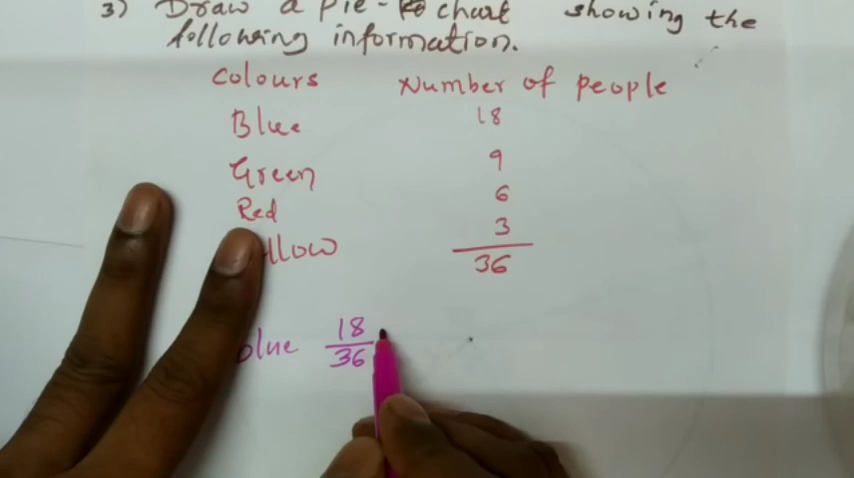 3) Draw a pie- chart showing the
following information.
Colours Number of people
Blue 18
Green 9
Red 6
llow 3
36
blue 18
36